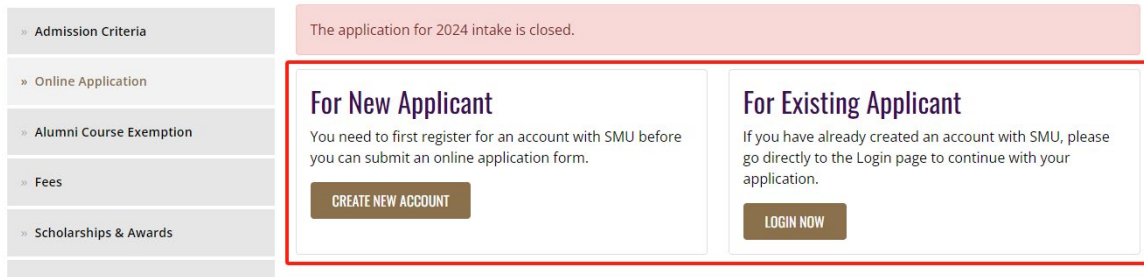 » Admission Criteria
» Online Application
» Alumni Course Exemption
» Fees
» Scholarships & Awards
The application for 2024 intake is closed.
For New Applicant
You need to first register for an account with SMU before
you can submit an online application form.
CREATE NEW ACCOUNT
For Existing Applicant
If you have already created an account with SMU, please
go directly to the Login page to continue with your
application.
LOGIN NOW